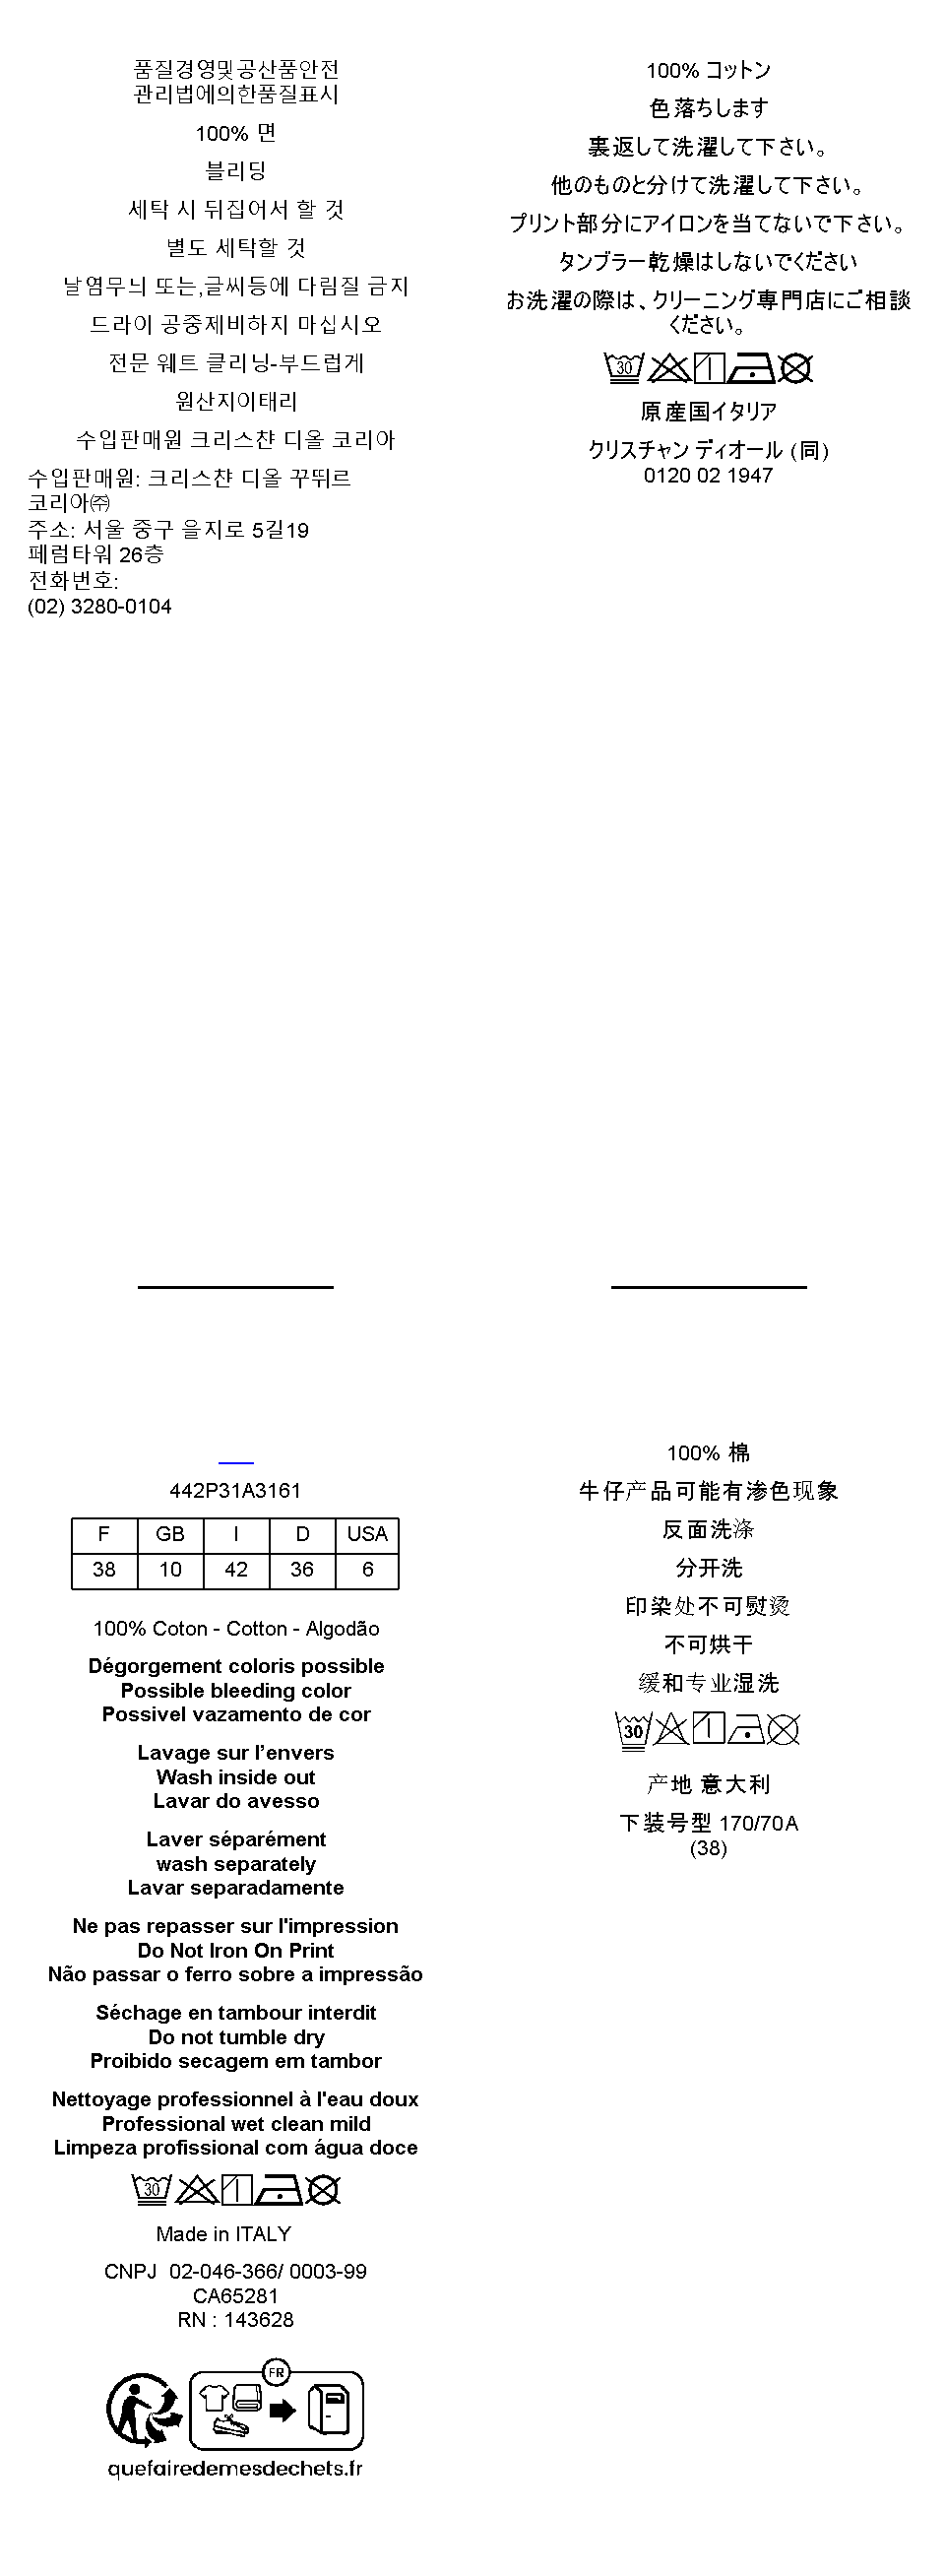 품질경영및공산품안전
관리법에의한품질표시
100% 면
블리딩
세탁 시 뒤집어서 할 것
별도 세탁할 것
날염무늬 또는,글씨등에 다림질 금지
드라이 공중제비하지 마십시오
전문 웨트 클리닝-부드럽게
원산지이태리
수입판매원 크리스챤 디올 코리아
수입판매원: 크리스챤 디올 꾸뛰르
코리아㈜
주소: 서울 중구 을지로 5길19
페럼타워 26층
전화번호:
(02) 3280-0104
100% コットン
色落ちします
裏返して洗濯して下さい。
他のものと分けて洗濯して下さい。
プリント部分にアイロンを当てないで下さい。
タンブラー乾燥はしないでください
お洗濯の際は、クリーニング専門店にご相談
ください。
30
原産国イタリア
クリスチャン ディオール (同)
0120 02 1947
442P31A3161
F GB I D USA
38 10 42 36 6
100% Coton - Cotton - Algodão
Dégorgement coloris possible
Possible bleeding color
Possivel vazamento de cor
Lavage sur l’envers
Wash inside out
Lavar do avesso
Laver séparément
wash separately
Lavar separadamente
Ne pas repasser sur l'impression
Do Not Iron On Print
Não passar o ferro sobre a impressão
Séchage en tambour interdit
Do not tumble dry
Proibido secagem em tambor
Nettoyage professionnel à l'eau doux
Professional wet clean mild
Limpeza profissional com água doce
30
Made in ITALY
CNPJ 02-046-366/ 0003-99
CA65281
RN : 143628
FR
quefairedemesdechets.fr
100% 棉
牛仔产品可能有渗色现象
反面洗涤
分开洗
印染处不可熨烫
不可烘干
缓和专业湿洗
30
产地 意大利
下装号型 170/70A
(38)